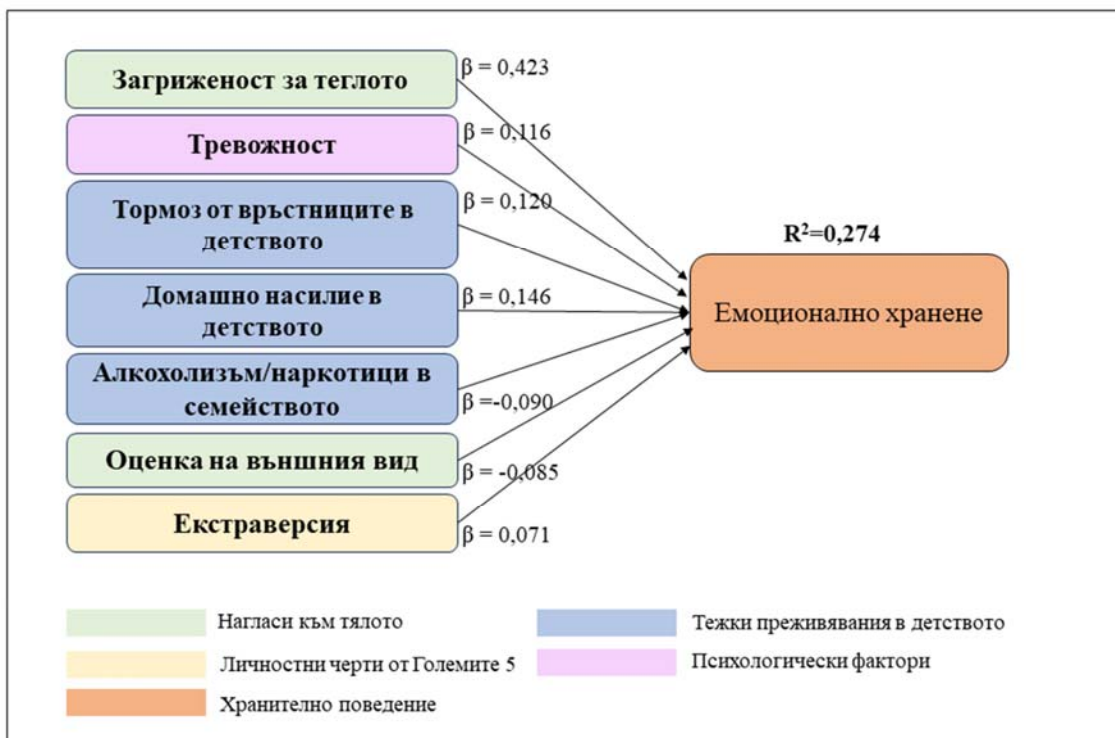 Загриженост за теглото
β = 0,423
Тревожност
β = 0,116
Тормоз от връстниците в
детството
β = 0,120
Домашно насилие в
детството
β = 0,146
Алкохолизъм/наркотици в
семейството
β =-0,090
Оценка на външния вид
β = -0,085
Екстраверсия
β = 0,071
R²=0,274
Емоционално хранене
Нагласи към тялото
Тежки преживявания в детството
Личностни черти от Големите 5
Психологически фактори
Хранително поведение